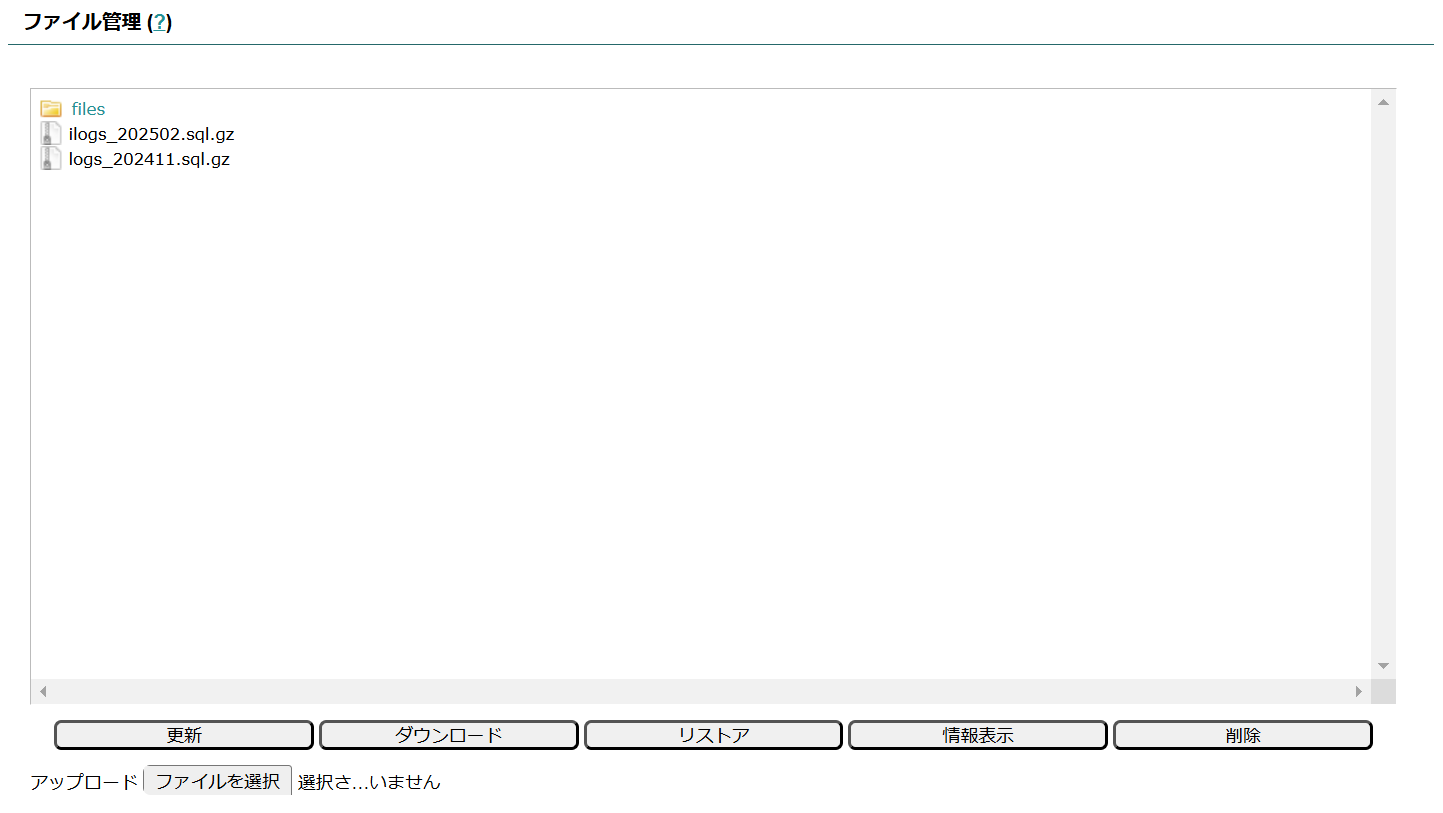 ファイル管理 (?)
files
ilogs_202502.sql.gz
logs_202411.sql.gz
更新 ダウンロード リストア 情報表示 削除
アップロード ファイルを選択 選択さ...いません